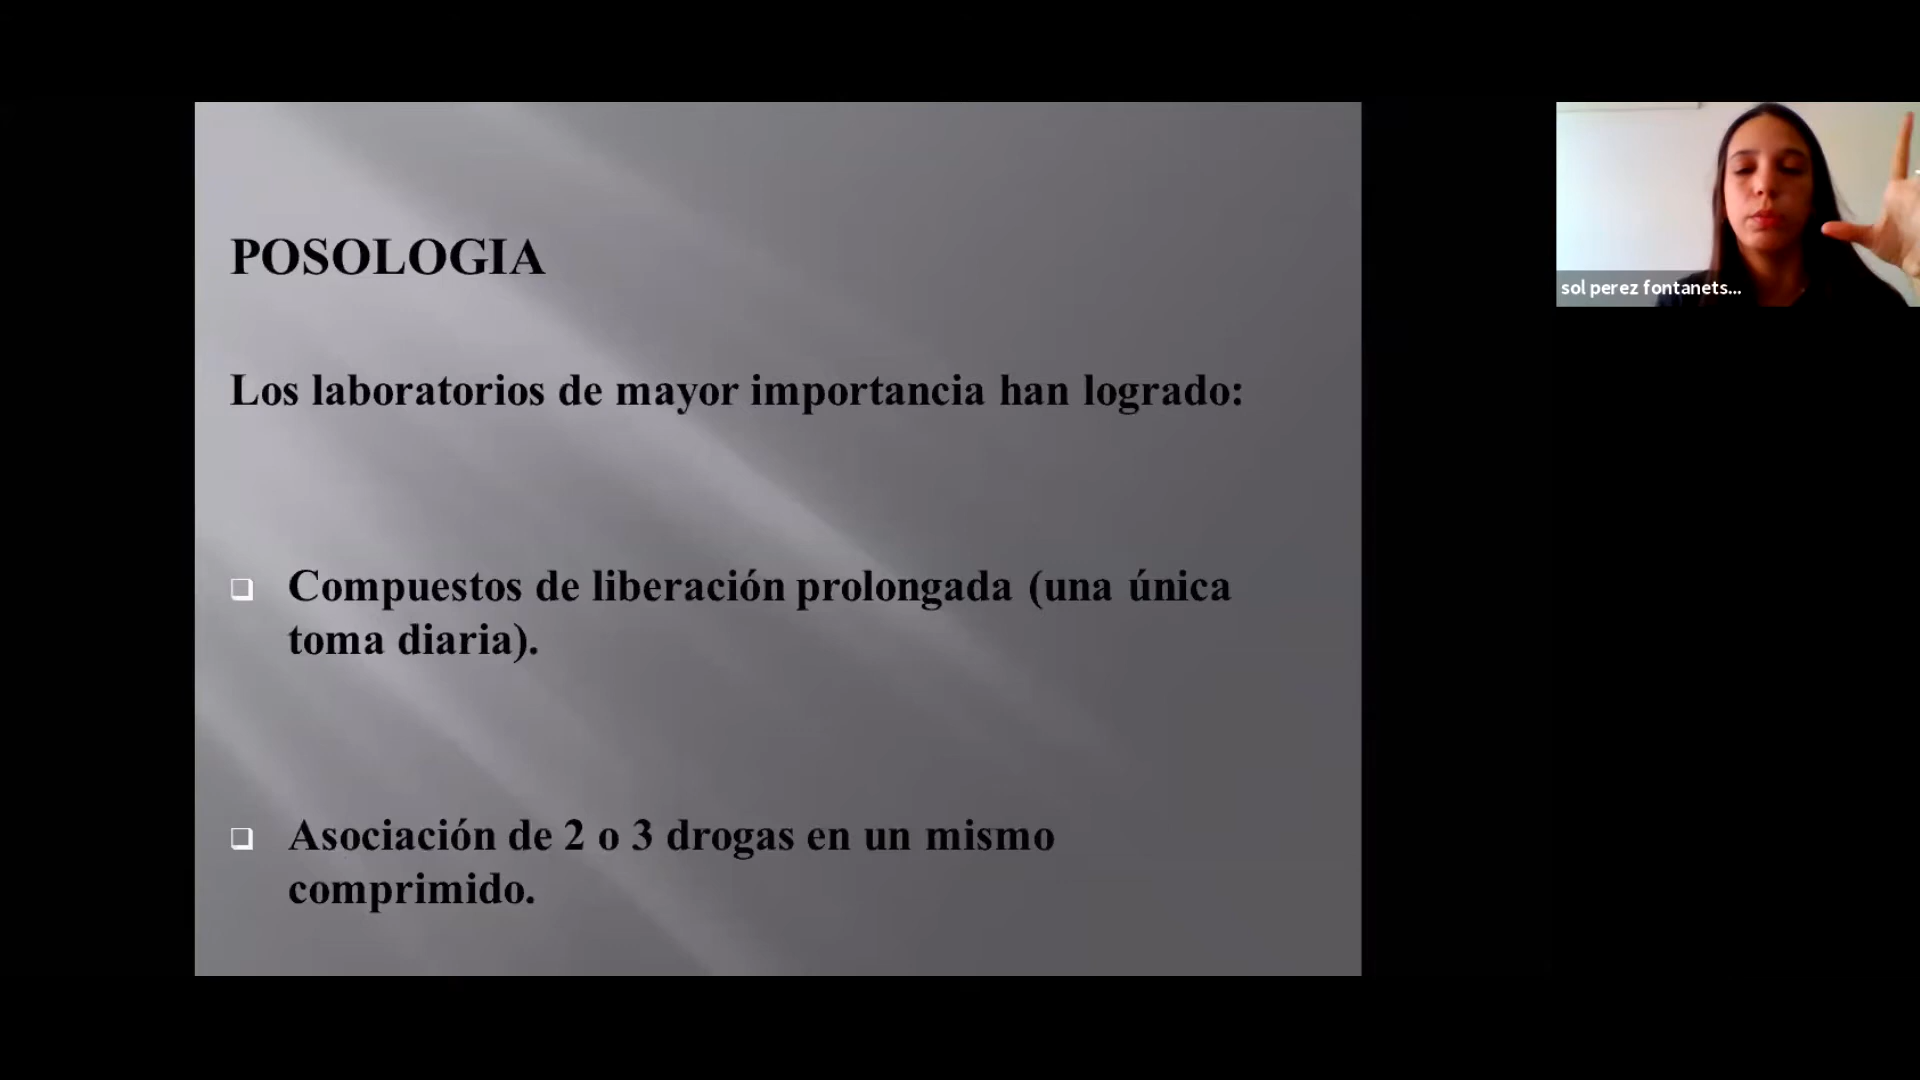 POSOLOGIA
Los laboratorios de mayor importancia han logrado:
Compuestos de liberación prolongada (una única
toma diaria).
Asociación de 2 o 3 drogas en un mismo
comprimido.
sol perez fontanets...